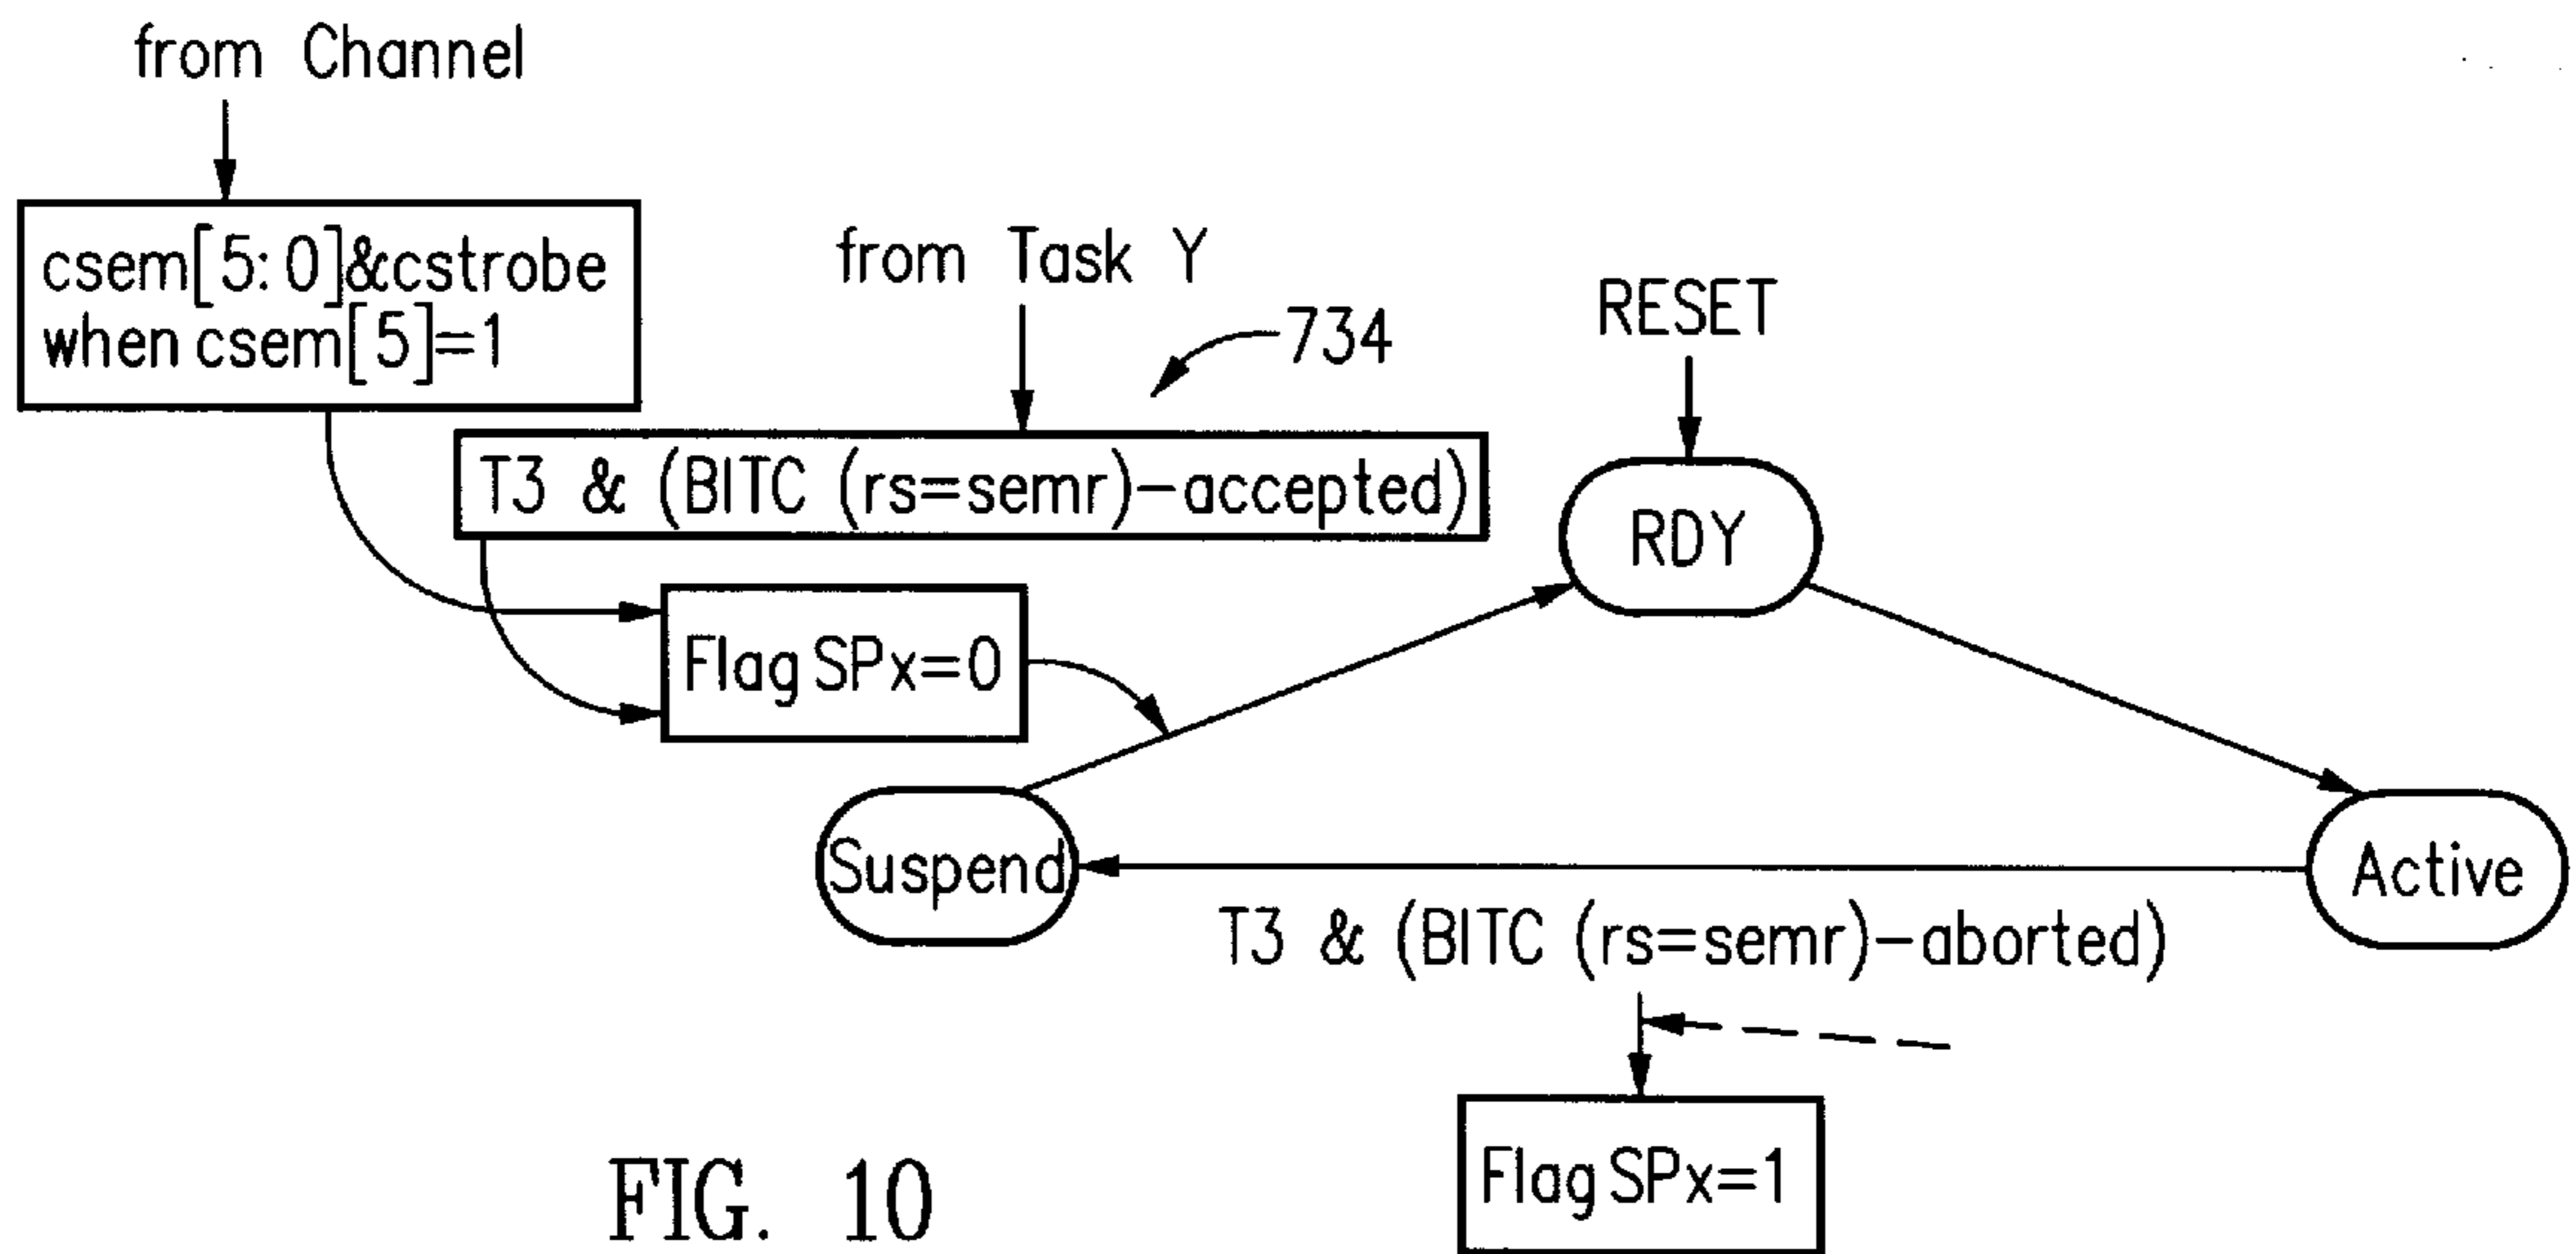 from Channel
csem[5:0]&cstrobe
when csem[5]=1
from Task Y
734
RESET
T3 & (BITC (rs=semr)-accepted)
RDY
Flag SPx=0
Suspend
Active
T3 & (BITC (rs=semr)-aborted)
Flag SPx=1
FIG. 10